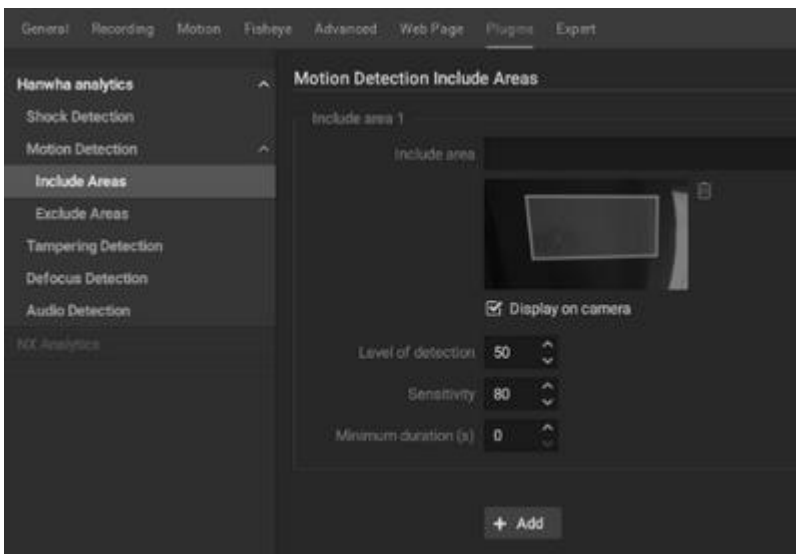 General Recording Motion Fisheye Advanced Web Page Plugins Expert
Hanwha analytics
Shock Detection
Motion Detection
Include Areas
Exclude Areas
Tampering Detection
Defocus Detection
Audio Detection
NX Analytics
Motion Detection Include Areas
Include area 1
Include area
Display on camera
Level of detection 50
Sensitivity 80
Minimum duration (s) 0
+ Add